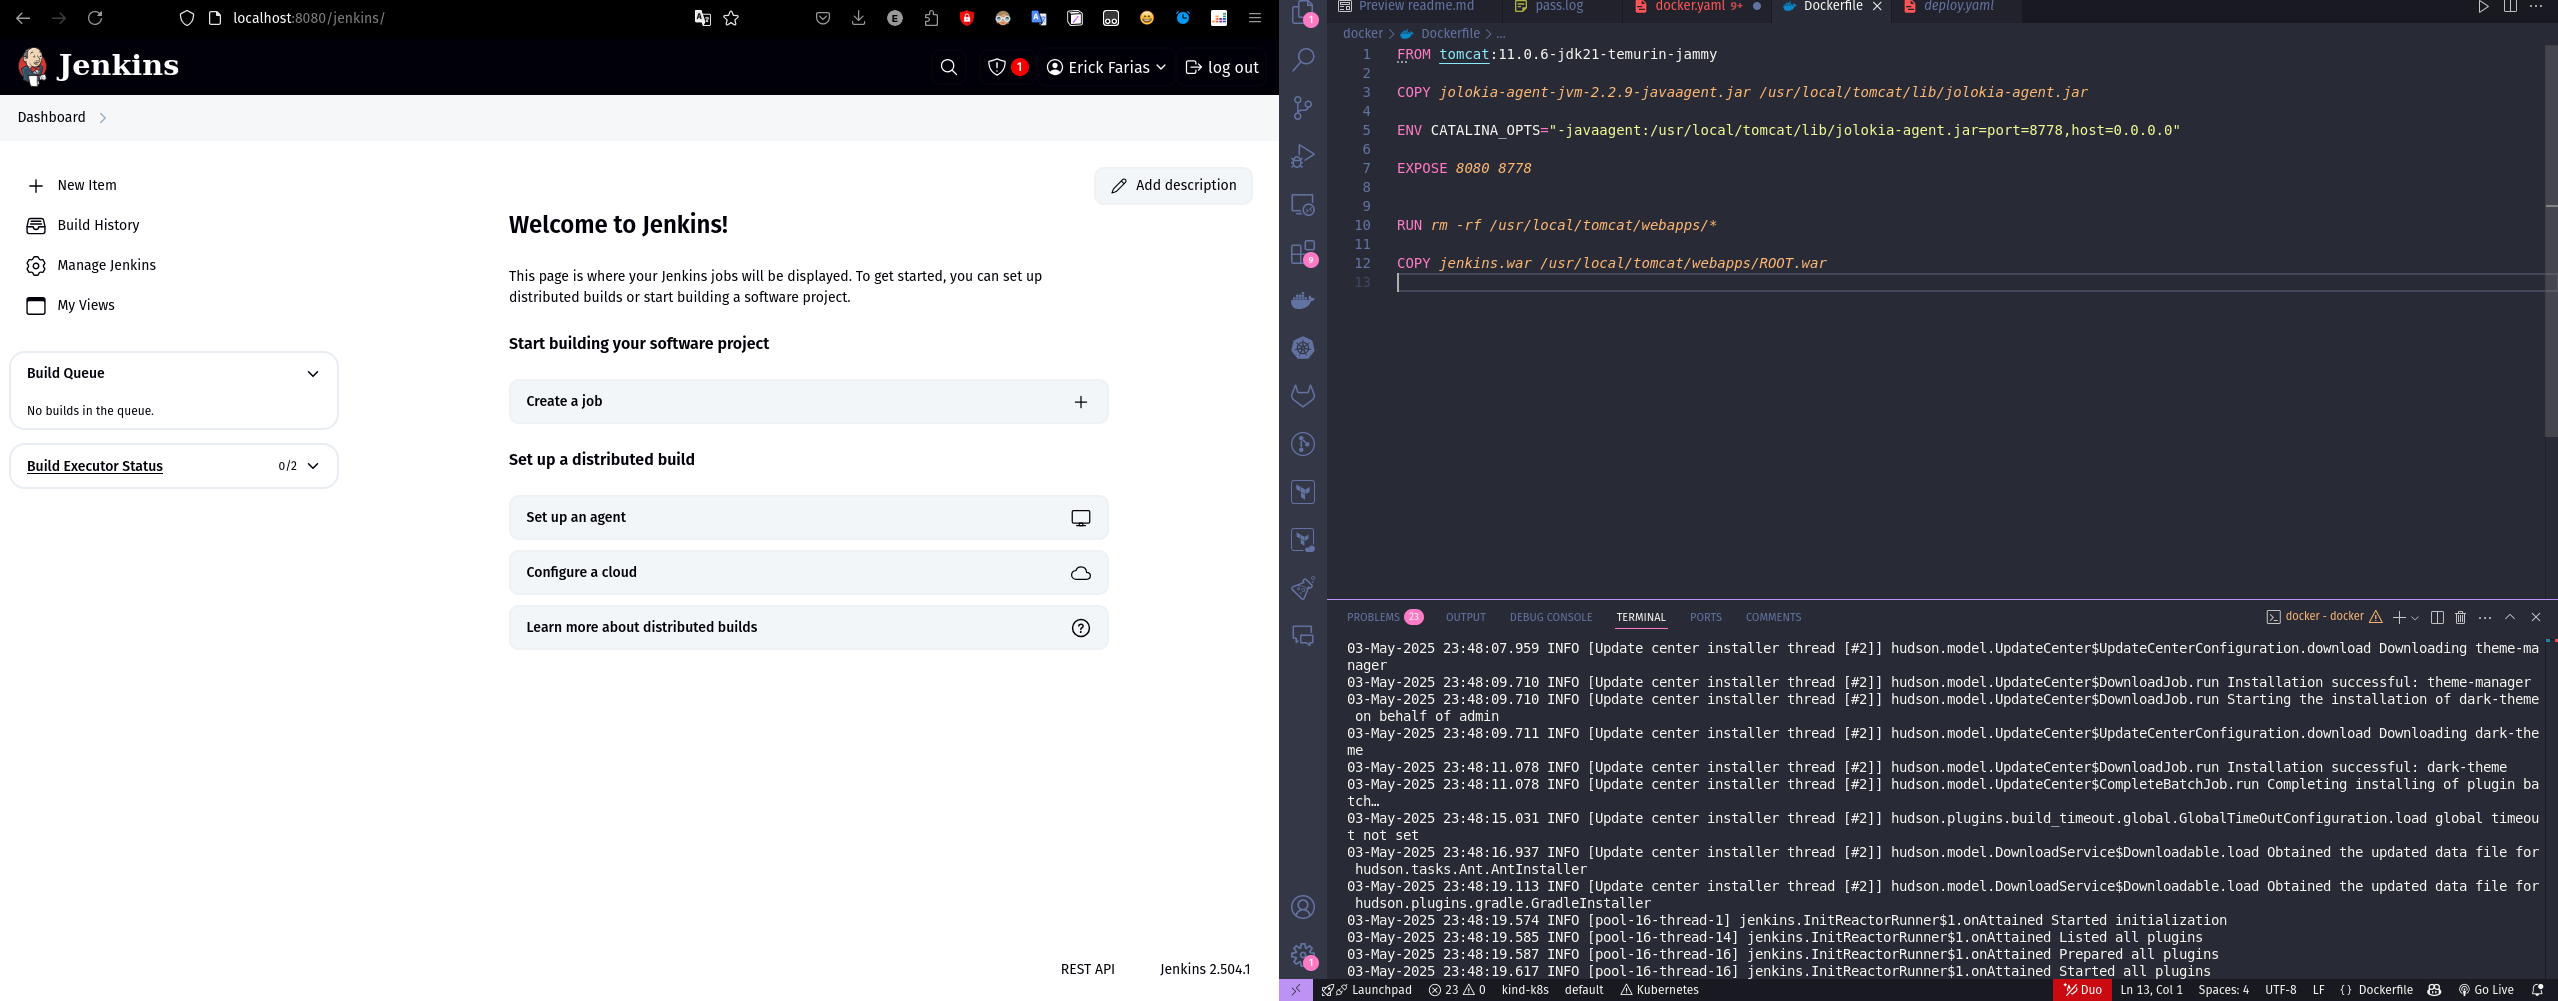 localhost:8080/jenkins/
Jenkins
1
Erick Farias
log out
Dashboard
New Item
Build History
Manage Jenkins
My Views
Build Queue
No builds in the queue.
Build Executor Status
0/2
Add description
Welcome to Jenkins!
This page is where your Jenkins jobs will be displayed. To get started, you can set up
distributed builds or start building a software project.
Start building your software project
Create a job
Set up a distributed build
Set up an agent
Configure a cloud
Learn more about distributed builds
REST API
Jenkins 2.504.1
Preview readme.md
pass.log
docker.yaml 9+
Dockerfile
deploy.yaml
docker > Dockerfile > ...
1 FROM tomcat:11.0.6-jdk21-temurin-jammy
2
3 COPY jolokia-agent-jvm-2.2.9-javaagent.jar /usr/local/tomcat/lib/jolokia-agent.jar
4
5 ENV CATALINA_OPTS="-javaagent:/usr/local/tomcat/lib/jolokia-agent.jar=port=8778,host=0.0.0.0"
6
7 EXPOSE 8080 8778
8
9
10 RUN rm -rf /usr/local/tomcat/webapps/*
11
12 COPY jenkins.war /usr/local/tomcat/webapps/ROOT.war
13
1
9
1
PROBLEMS 23
OUTPUT
DEBUG CONSOLE
TERMINAL
PORTS
COMMENTS
docker - docker
03-May-2025 23:48:07.959 INFO [Update center installer thread [#2]] hudson.model.UpdateCenter$UpdateCenterConfiguration.download Downloading theme-ma
nager
03-May-2025 23:48:09.710 INFO [Update center installer thread [#2]] hudson.model.UpdateCenter$DownloadJob.run Installation successful: theme-manager
03-May-2025 23:48:09.710 INFO [Update center installer thread [#2]] hudson.model.UpdateCenter$DownloadJob.run Starting the installation of dark-theme
on behalf of admin
03-May-2025 23:48:09.711 INFO [Update center installer thread [#2]] hudson.model.UpdateCenter$UpdateCenterConfiguration.download Downloading dark-the
me
03-May-2025 23:48:11.078 INFO [Update center installer thread [#2]] hudson.model.UpdateCenter$DownloadJob.run Installation successful: dark-theme
03-May-2025 23:48:11.078 INFO [Update center installer thread [#2]] hudson.model.UpdateCenter$CompleteBatchJob.run Completing installing of plugin ba
tch…
03-May-2025 23:48:15.031 INFO [Update center installer thread [#2]] hudson.plugins.build_timeout.global.GlobalTimeOutConfiguration.load global timeou
t not set
03-May-2025 23:48:16.937 INFO [Update center installer thread [#2]] hudson.model.DownloadService$Downloadable.load Obtained the updated data file for
hudson.tasks.Ant.AntInstaller
03-May-2025 23:48:19.113 INFO [Update center installer thread [#2]] hudson.model.DownloadService$Downloadable.load Obtained the updated data file for
hudson.plugins.gradle.GradleInstaller
03-May-2025 23:48:19.574 INFO [pool-16-thread-1] jenkins.InitReactorRunner$1.onAttained Started initialization
03-May-2025 23:48:19.585 INFO [pool-16-thread-14] jenkins.InitReactorRunner$1.onAttained Listed all plugins
03-May-2025 23:48:19.587 INFO [pool-16-thread-16] jenkins.InitReactorRunner$1.onAttained Prepared all plugins
03-May-2025 23:48:19.617 INFO [pool-16-thread-16] jenkins.InitReactorRunner$1.onAttained Started all plugins
Launchpad
23 0
kind-k8s
default
Kubernetes
Duo
Ln 13, Col 1
Spaces: 4
UTF-8
LF
{ } Dockerfile
Go Live